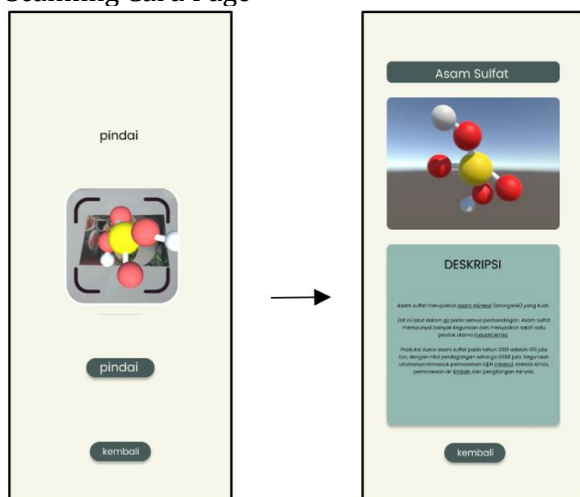 Scanning Card Page
pindai
pindai
kembali
Asam Sulfat
DESKRIPSI
Asam sulfat merupakan asam mineral (anorganik) yang kuat.
Zat ini larut dalam air pada semua perbandingan. Asam sulfat
mempunyai banyak kegunaan dan merupakan salah satu
produk utama industri kimia.
Produksi dunia asam sulfat pada tahun 2001 adalah 165 juta
ton, dengan nilai perdagangan seharga US$8 juta. Kegunaan
utamanya termasuk pemrosesan bijih mineral, sintesis kimia,
pemrosesan air limbah dan pengilangan minyak.
kembali